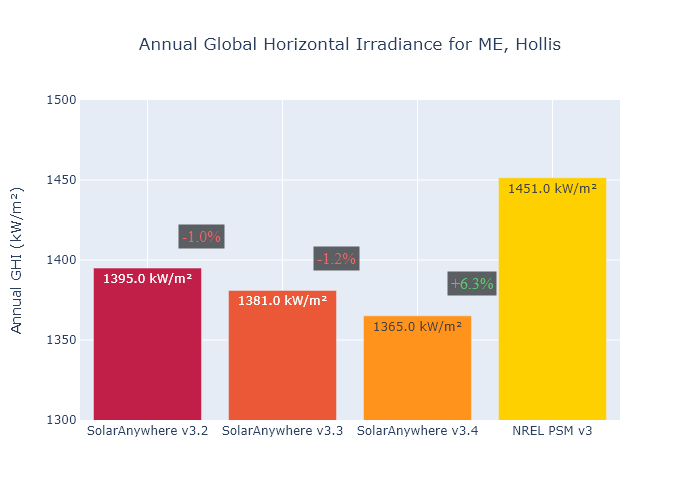 Annual Global Horizontal Irradiance for ME, Hollis
Annual GHI (kW/m²)
1500
1450
1400
1350
1300
-1.0%
-1.2%
+6.3%
1395.0 kW/m²
1381.0 kW/m²
1365.0 kW/m²
1451.0 kW/m²
SolarAnywhere v3.2
SolarAnywhere v3.3
SolarAnywhere v3.4
NREL PSM v3